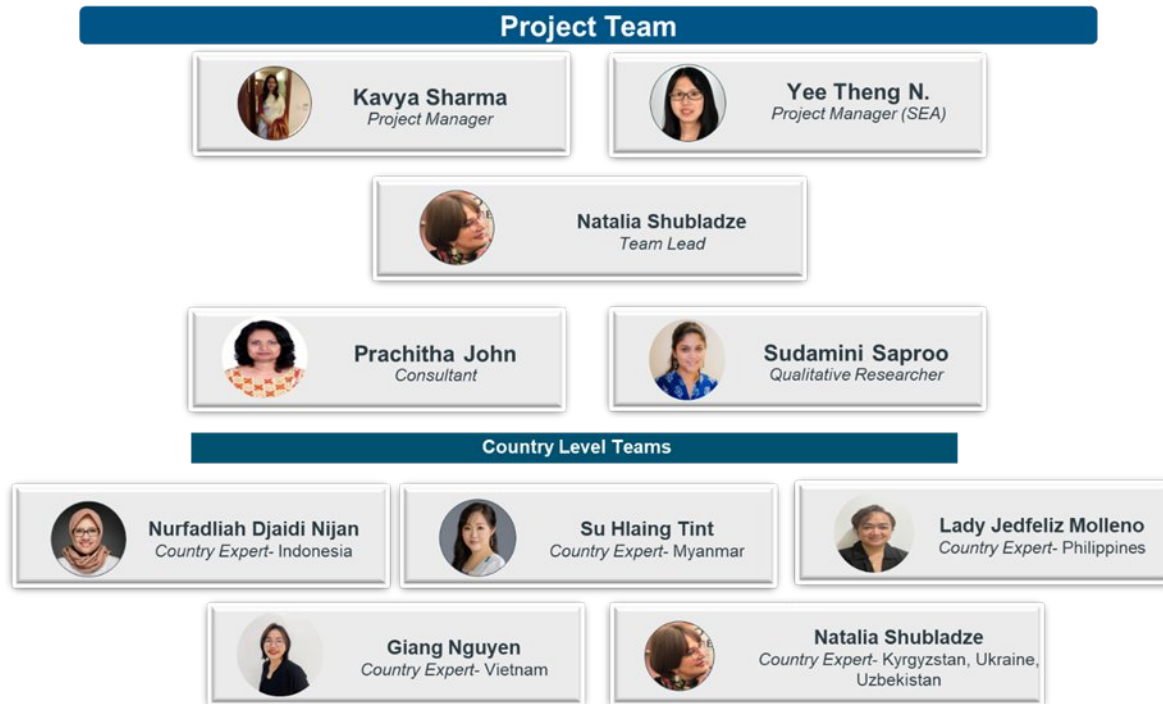 Project Team
Kavya Sharma
Project Manager
Yee Theng N.
Project Manager (SEA)
Natalia Shubladze
Team Lead
Prachitha John
Consultant
Sudamini Saproo
Qualitative Researcher
Country Level Teams
Nurfadliah Djaidi Nijan
Country Expert- Indonesia
Su Hlaing Tint
Country Expert- Myanmar
Lady Jedfeliz Molleno
Country Expert- Philippines
Giang Nguyen
Country Expert- Vietnam
Natalia Shubladze
Country Expert- Kyrgyzstan, Ukraine,
Uzbekistan